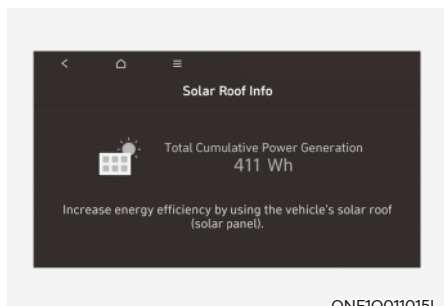 Solar Roof Info
Total Cumulative Power Generation
411 Wh
Increase energy efficiency by using the vehicle's solar roof
(solar panel).